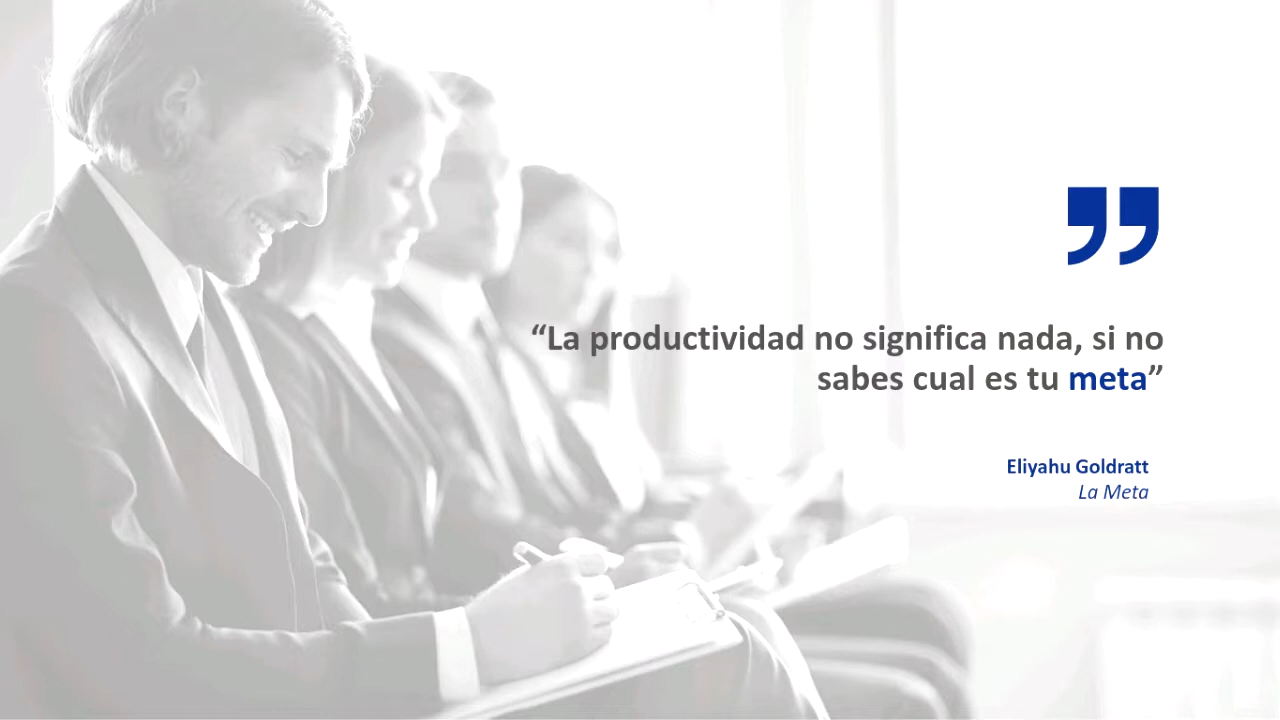 “La productividad no significa nada, si no
sabes cual es tu meta”
Eliyahu Goldratt
La Meta